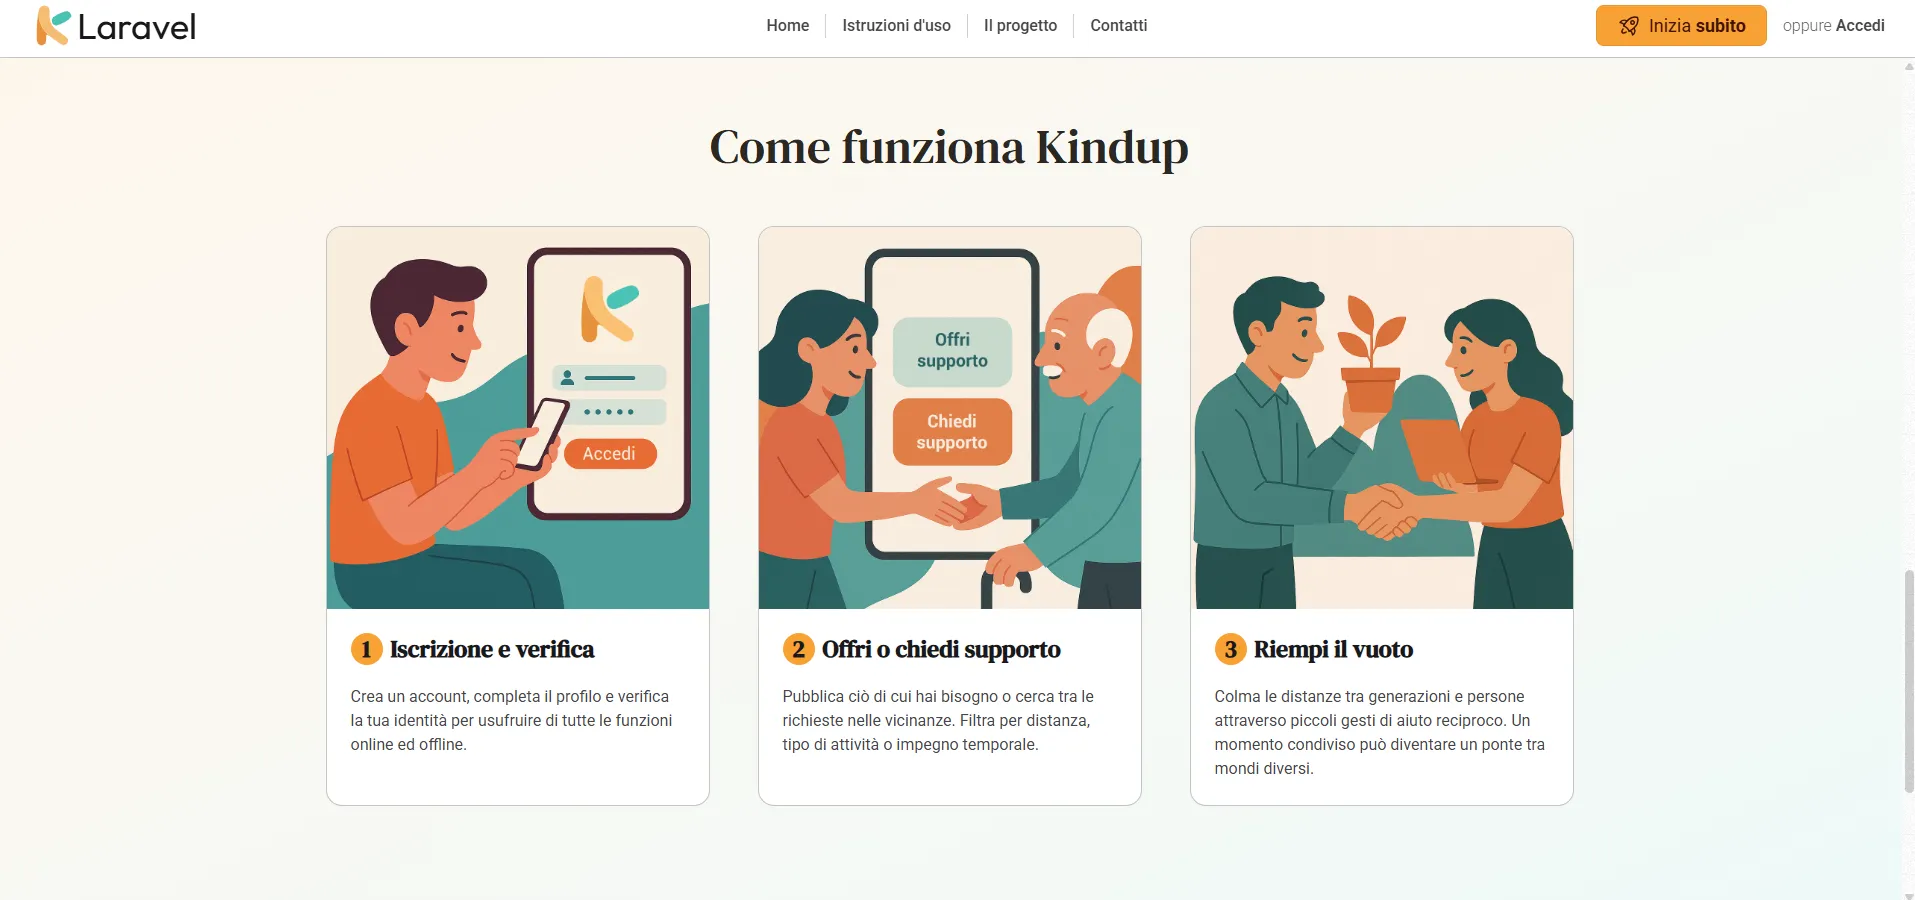 Laravel
Home
Istruzioni d'uso
Il progetto
Contatti
Inizia subito
oppure Accedi
Come funziona Kindup
Accedi
Offri
supporto
Chiedi
supporto
1 Iscrizione e verifica
Crea un account, completa il profilo e verifica
la tua identità per usufruire di tutte le funzioni
online ed offline.
2 Offri o chiedi supporto
Pubblica ciò di cui hai bisogno o cerca tra le
richieste nelle vicinanze. Filtra per distanza,
tipo di attività o impegno temporale.
3 Riempi il vuoto
Colma le distanze tra generazioni e persone
attraverso piccoli gesti di aiuto reciproco. Un
momento condiviso può diventare un ponte tra
mondi diversi.